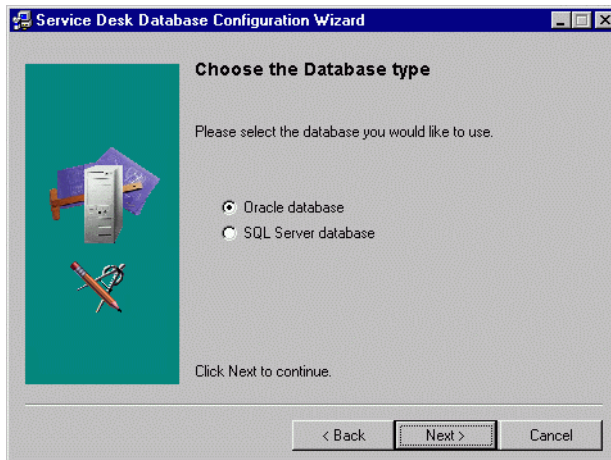 Service Desk Database Configuration Wizard
Choose the Database type
Please select the database you would like to use.
Oracle database
SQL Server database
Click Next to continue.
< Back
Next >
Cancel